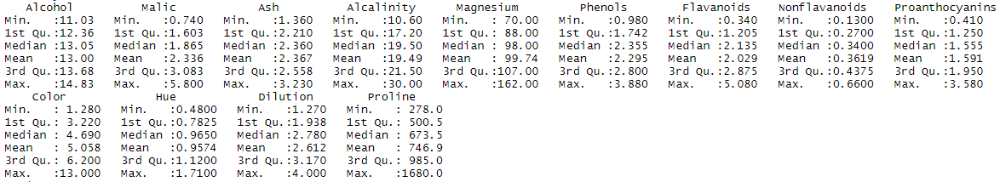 Alcohol Malic Ash Alcalinity Magnesium Phenols Flavanoids Nonflavanoids Proanthocyanins
Min. :11.03 Min. :0.740 Min. :1.360 Min. :10.60 Min. : 70.00 Min. :0.980 Min. :0.340 Min. :0.1300 Min. :0.410
1st Qu.:12.36 1st Qu.:1.603 1st Qu.:2.210 1st Qu.:17.20 1st Qu.: 88.00 1st Qu.:1.742 1st Qu.:1.205 1st Qu.:0.2700 1st Qu.:1.250
Median :13.05 Median :1.865 Median :2.360 Median :19.50 Median : 98.00 Median :2.355 Median :2.135 Median :0.3400 Median :1.555
Mean :13.00 Mean :2.336 Mean :2.367 Mean :19.49 Mean : 99.74 Mean :2.295 Mean :2.029 Mean :0.3619 Mean :1.591
3rd Qu.:13.68 3rd Qu.:3.083 3rd Qu.:2.558 3rd Qu.:21.50 3rd Qu.:107.00 3rd Qu.:2.800 3rd Qu.:2.875 3rd Qu.:0.4375 3rd Qu.:1.950
Max. :14.83 Max. :5.800 Max. :3.230 Max. :30.00 Max. :162.00 Max. :3.880 Max. :5.080 Max. :0.6600 Max. :3.580
Color Hue Dilution Proline
Min. : 1.280 Min. :0.4800 Min. :1.270 Min. : 278.0
1st Qu.: 3.220 1st Qu.:0.7825 1st Qu.:1.938 1st Qu.: 500.5
Median : 4.690 Median :0.9650 Median :2.780 Median : 673.5
Mean : 5.058 Mean :0.9574 Mean :2.612 Mean : 746.9
3rd Qu.: 6.200 3rd Qu.:1.1200 3rd Qu.:3.170 3rd Qu.: 985.0
Max. :13.000 Max. :1.7100 Max. :4.000 Max. :1680.0